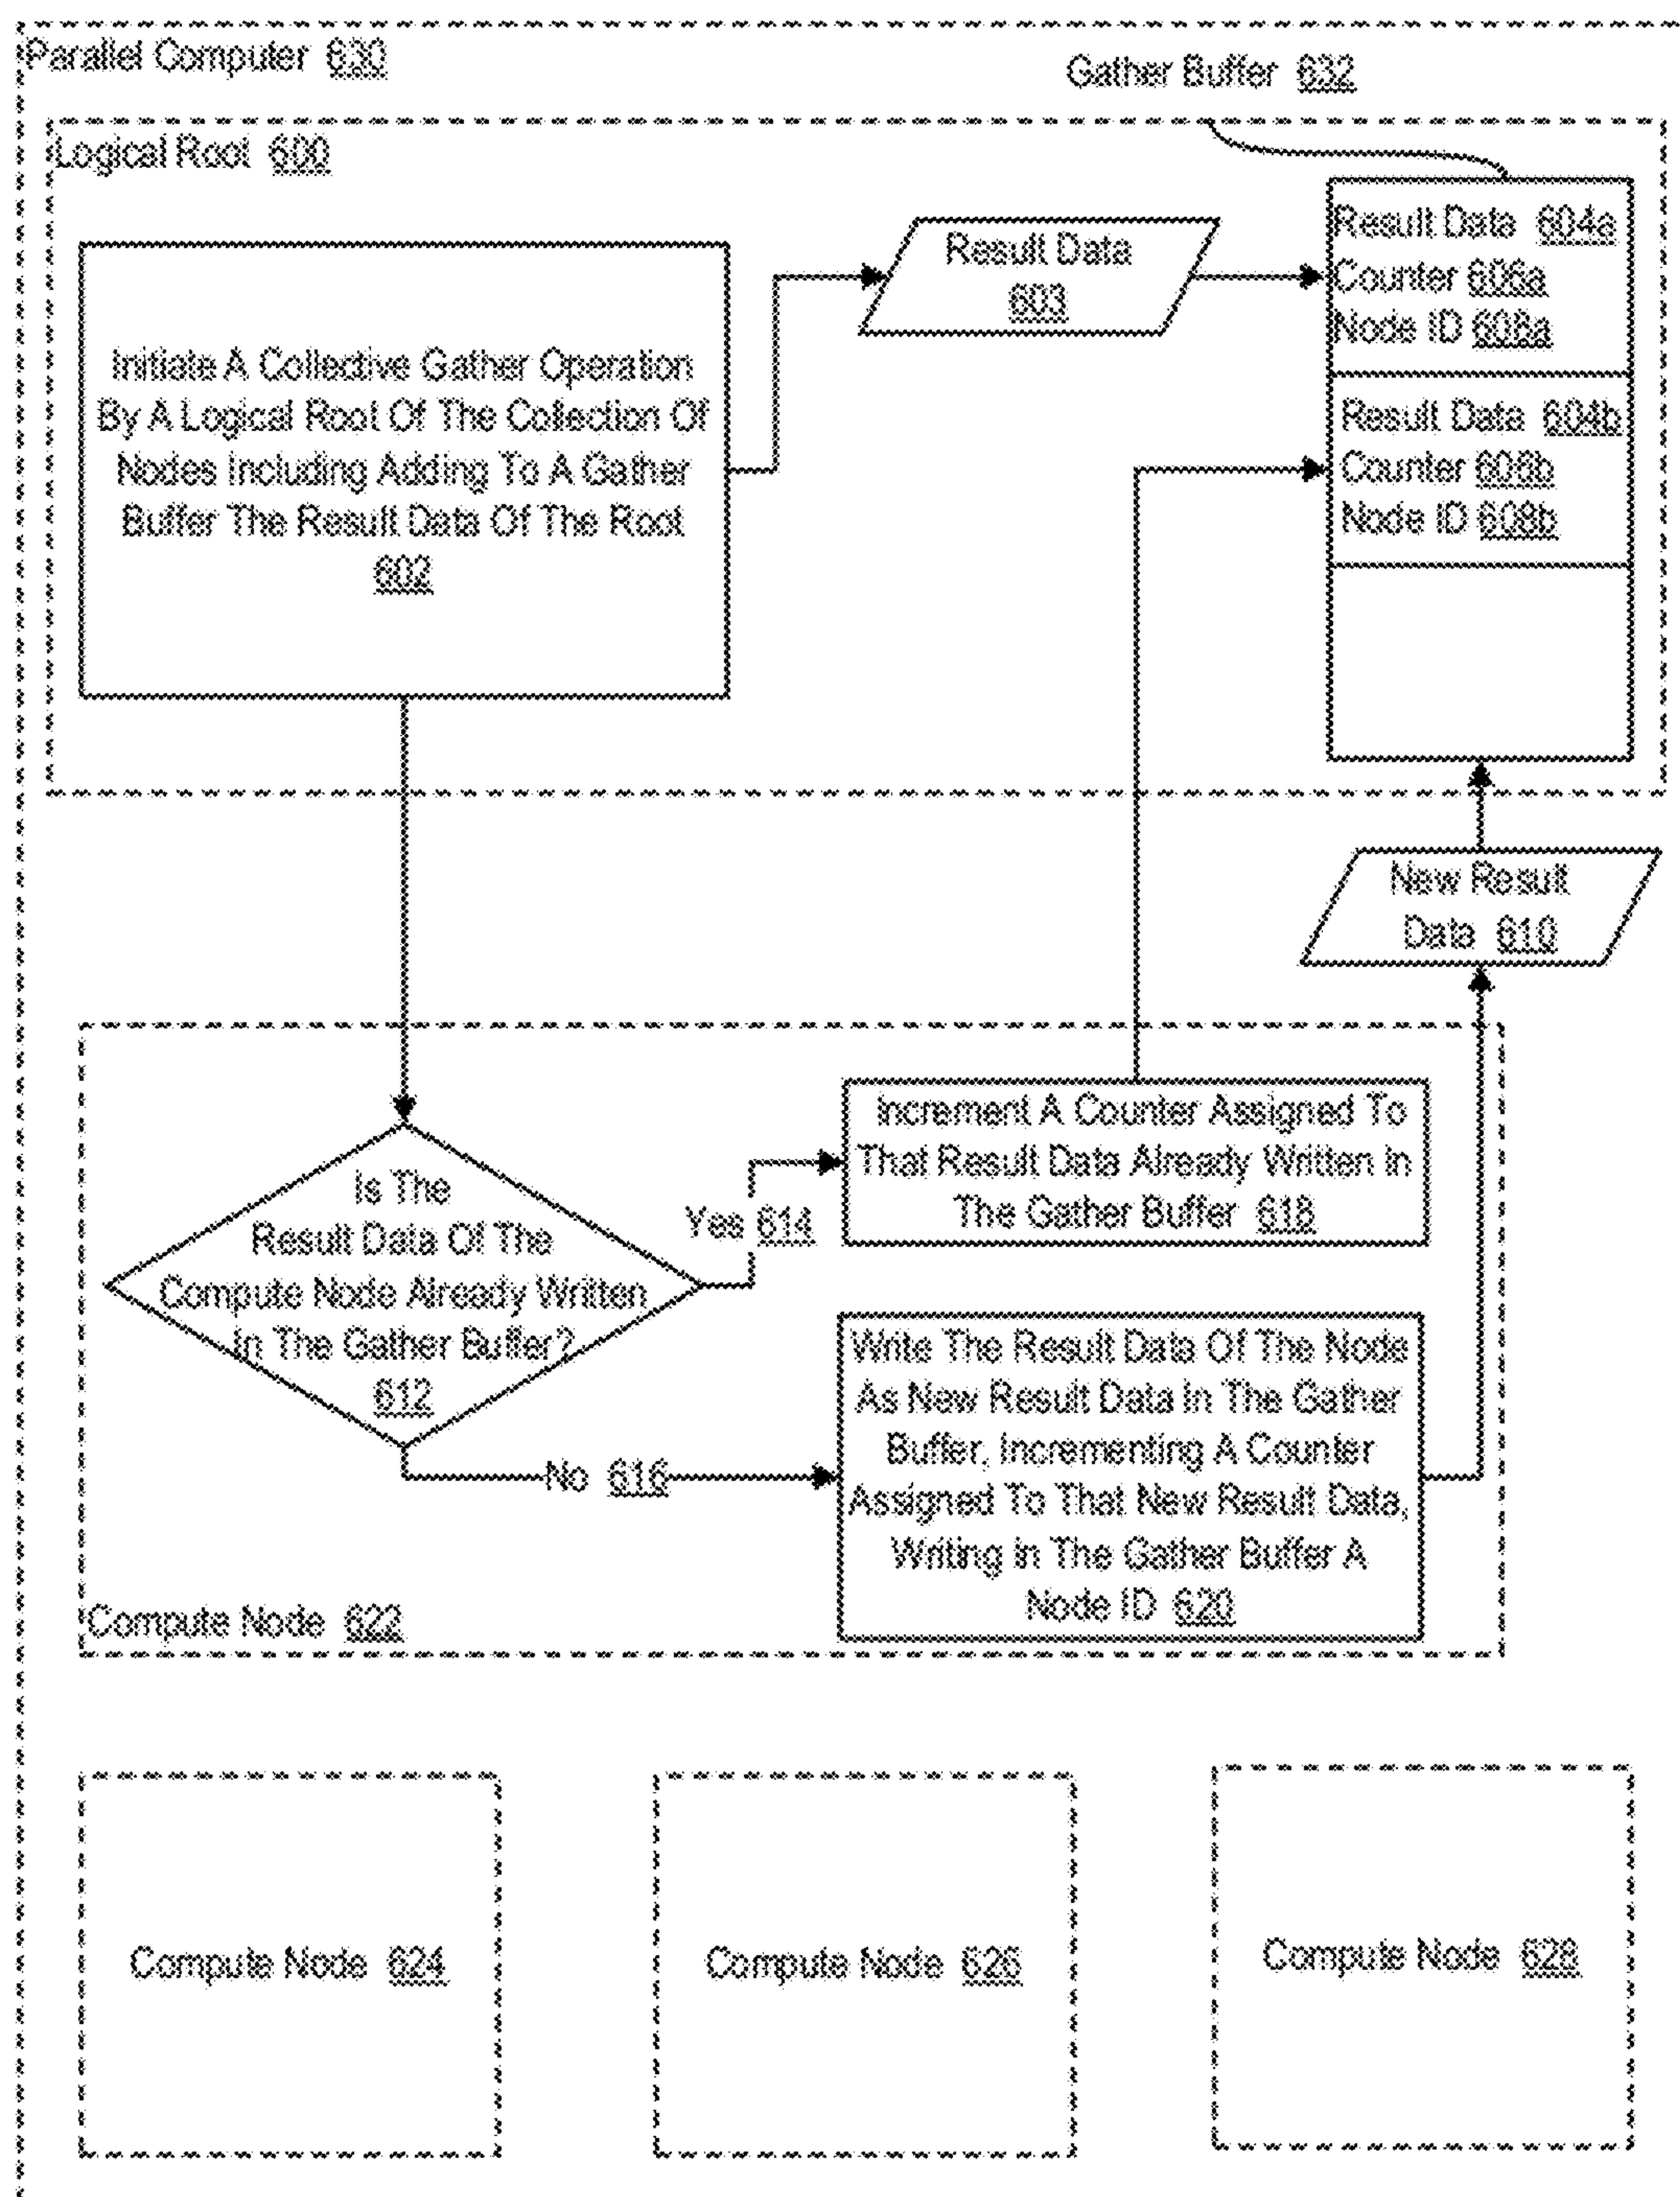 Parallel Computer 630
Gather Buffer 632
Logical Root 600
Initiate A Collective Gather Operation
By A Logical Root Of The Collection Of
Nodes Including Adding To A Gather
Buffer The Result Data Of The Root
602
Result Data
603
Result Data 604a
Counter 606a
Node ID 608a
Result Data 604b
Counter 608b
Node ID 608b
New Result
Data 610
Is The
Result Data Of The
Compute Node Already Written
In The Gather Buffer?
612
Yes 614
Increment A Counter Assigned To
That Result Data Already Written In
The Gather Buffer 618
No 616
Write The Result Data Of The Node
As New Result Data In The Gather
Buffer, Incrementing A Counter
Assigned To That New Result Data,
Writing In The Gather Buffer A
Node ID 620
Compute Node 622
Compute Node 624
Compute Node 626
Compute Node 628